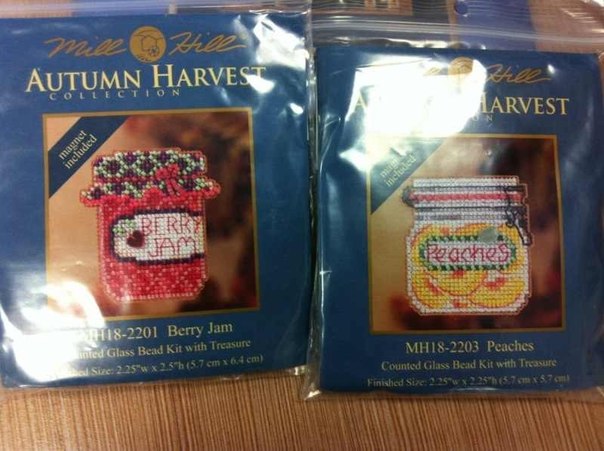 Mill Hill
AUTUMN HARVEST
COLLECTION
magnet
included
BERRY
JAM
MH18-2201 Berry Jam
Counted Glass Bead Kit with Treasure
Finished Size: 2.25"w x 2.5"h (5.7 cm x 6.4 cm)
Mill Hill
HARVEST
included
Peaches
MH18-2203 Peaches
Counted Glass Bead Kit with Treasure
Finished Size: 2.25"w x 2.25"h (5.7 cm x 5.7 cm)